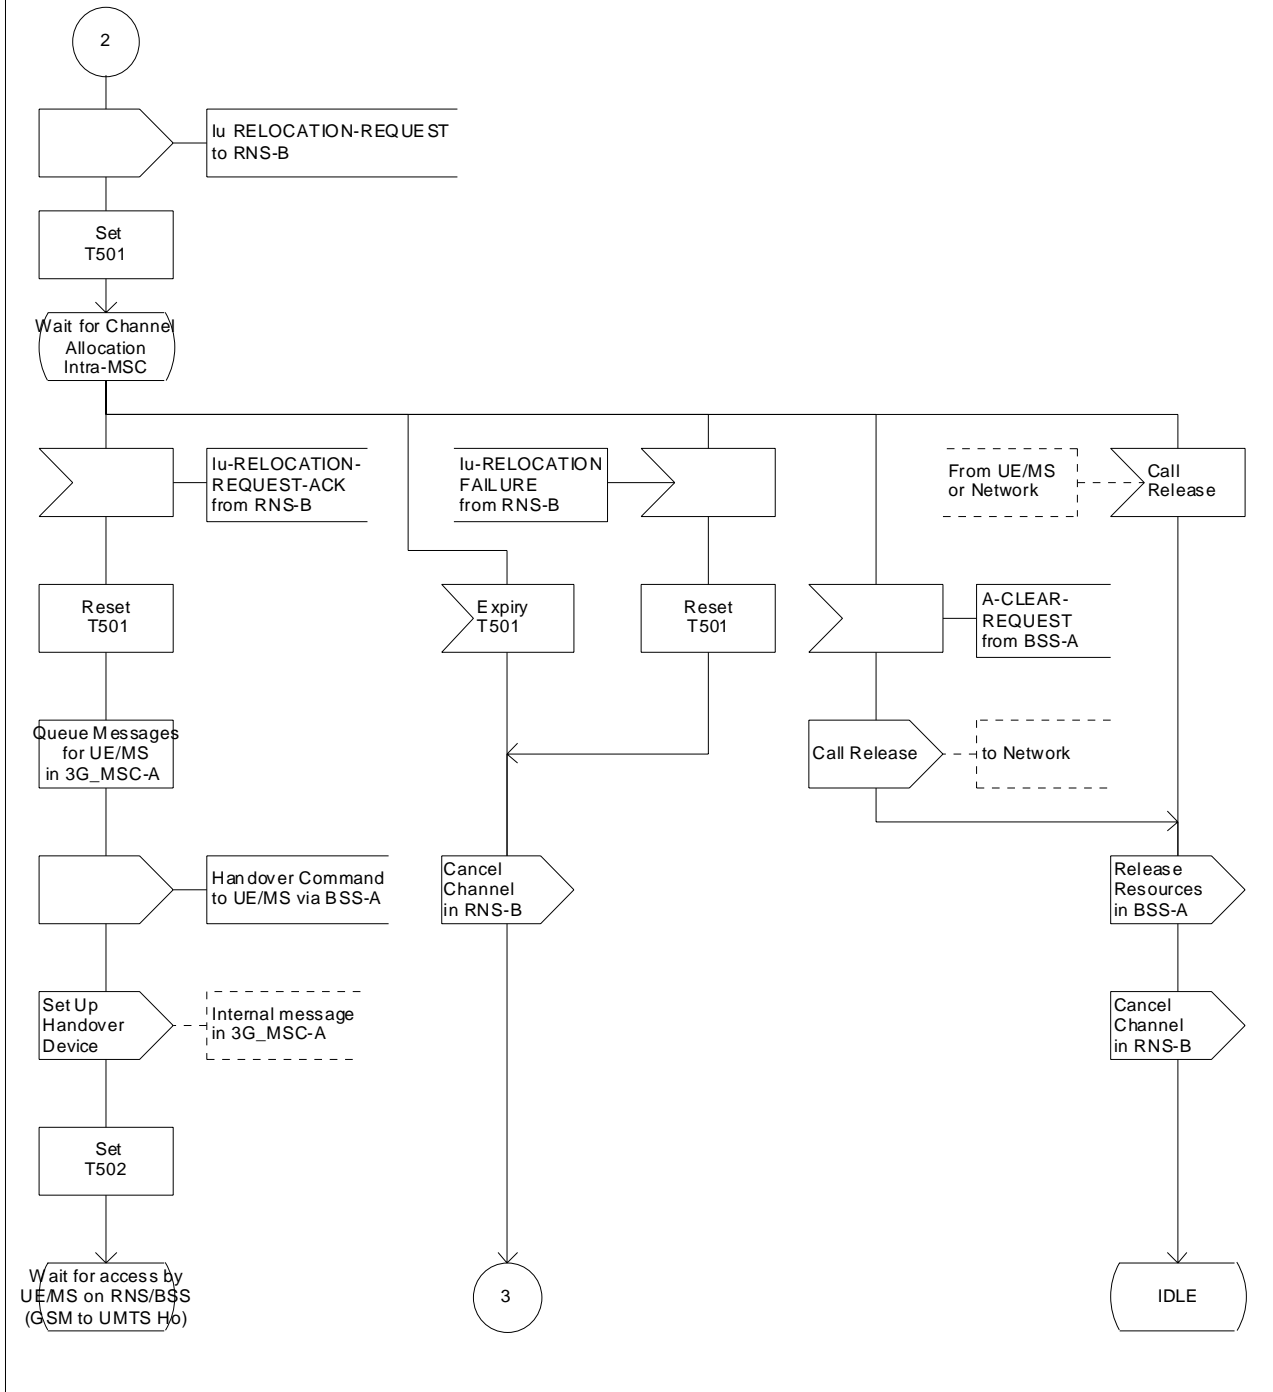 2
Iu RELOCATION-REQUEST
to RNS-B
Set
T501
Wait for Channel
Allocation
Intra-MSC
Iu-RELOCATION-
REQUEST-ACK
from RNS-B
Iu-RELOCATION
FAILURE
from RNS-B
From UE/MS
or Network
Call
Release
Reset
T501
Expiry
T501
Reset
T501
A-CLEAR-
REQUEST
from BSS-A
Queue Messages
for UE/MS
in 3G_MSC-A
Call Release
to Network
Handover Command
to UE/MS via BSS-A
Cancel
Channel
in RNS-B
Release
Resources
in BSS-A
Set Up
Handover
Device
Internal message
in 3G_MSC-A
Cancel
Channel
in RNS-B
Set
T502
Wait for access by
UE/MS on RNS/BSS
(GSM to UMTS Ho)
3
IDLE